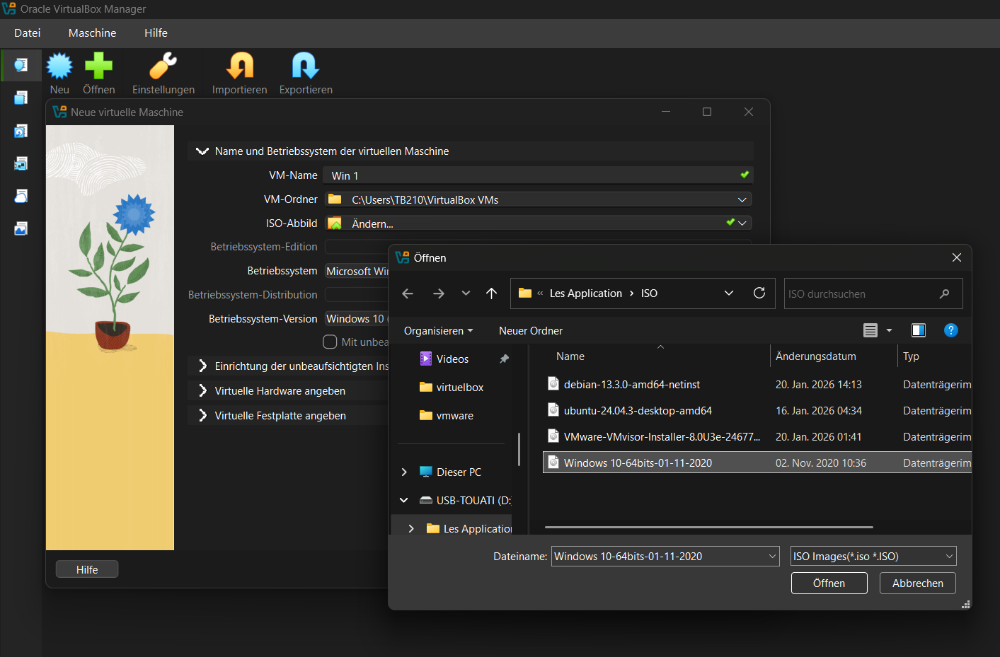 Oracle VirtualBox Manager
Datei Maschine Hilfe
Neu Öffnen Einstellungen Importieren Exportieren
Neue virtuelle Maschine
Name und Betriebssystem der virtuellen Maschine
VM-Name Win 1
VM-Ordner C:\Users\TB210\VirtualBox VMs
ISO-Abbild Ändern...
Betriebssystem-Edition
Betriebssystem Microsoft Win
Betriebssystem-Distribution
Betriebssystem-Version Windows 10 (
Mit unbea
Einrichtung der unbeaufsichtigten Ins
Virtuelle Hardware angeben
Virtuelle Festplatte angeben
Hilfe
Öffnen
« Les Application › ISO
ISO durchsuchen
Organisieren Neuer Ordner
Videos
virtuelbox
vmware
Dieser PC
USB-TOUATI (D:)
Les Application
Name Änderungsdatum Typ
debian-13.3.0-amd64-netinst 20. Jan. 2026 14:13 Datenträgerim
ubuntu-24.04.3-desktop-amd64 16. Jan. 2026 04:34 Datenträgerim
VMware-VMvisor-Installer-8.0U3e-24677... 20. Jan. 2026 01:41 Datenträgerim
Windows 10-64bits-01-11-2020 02. Nov. 2020 10:36 Datenträgerim
Dateiname: Windows 10-64bits-01-11-2020 ISO Images(*.iso *.ISO)
Öffnen Abbrechen